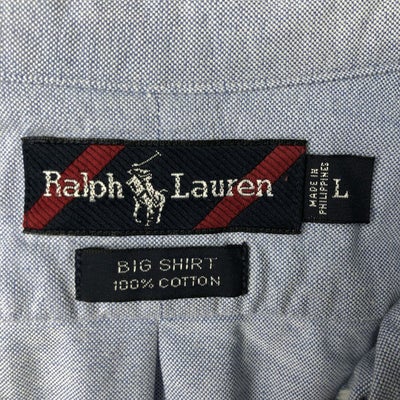 Ralph Lauren
MADE IN
PHILIPPINES
L
BIG SHIRT
100% COTTON